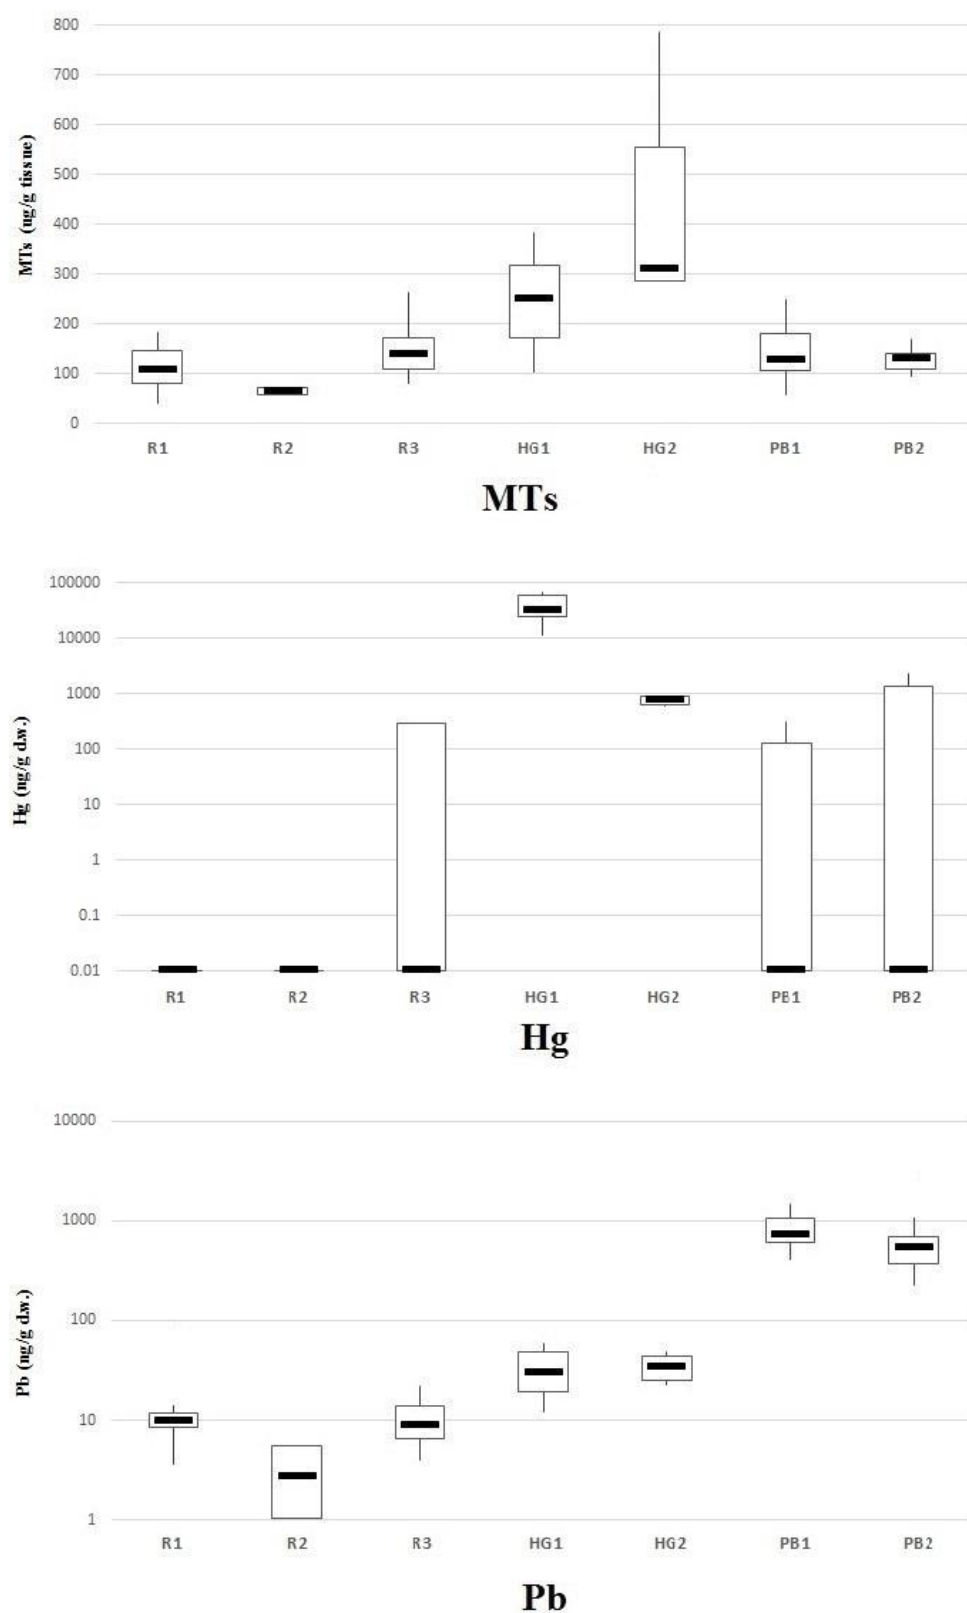 800
700
600
500
400
300
200
100
0
MTs (ug/g tissue)
R1 R2 R3 HG1 HG2 PB1 PB2
MTs
100000
10000
1000
100
10
1
0.1
0.01
Hg (ng/g d.w.)
R1 R2 R3 HG1 HG2 PB1 PB2
Hg
10000
1000
100
10
1
Pb (ng/g d.w.)
R1 R2 R3 HG1 HG2 PB1 PB2
Pb